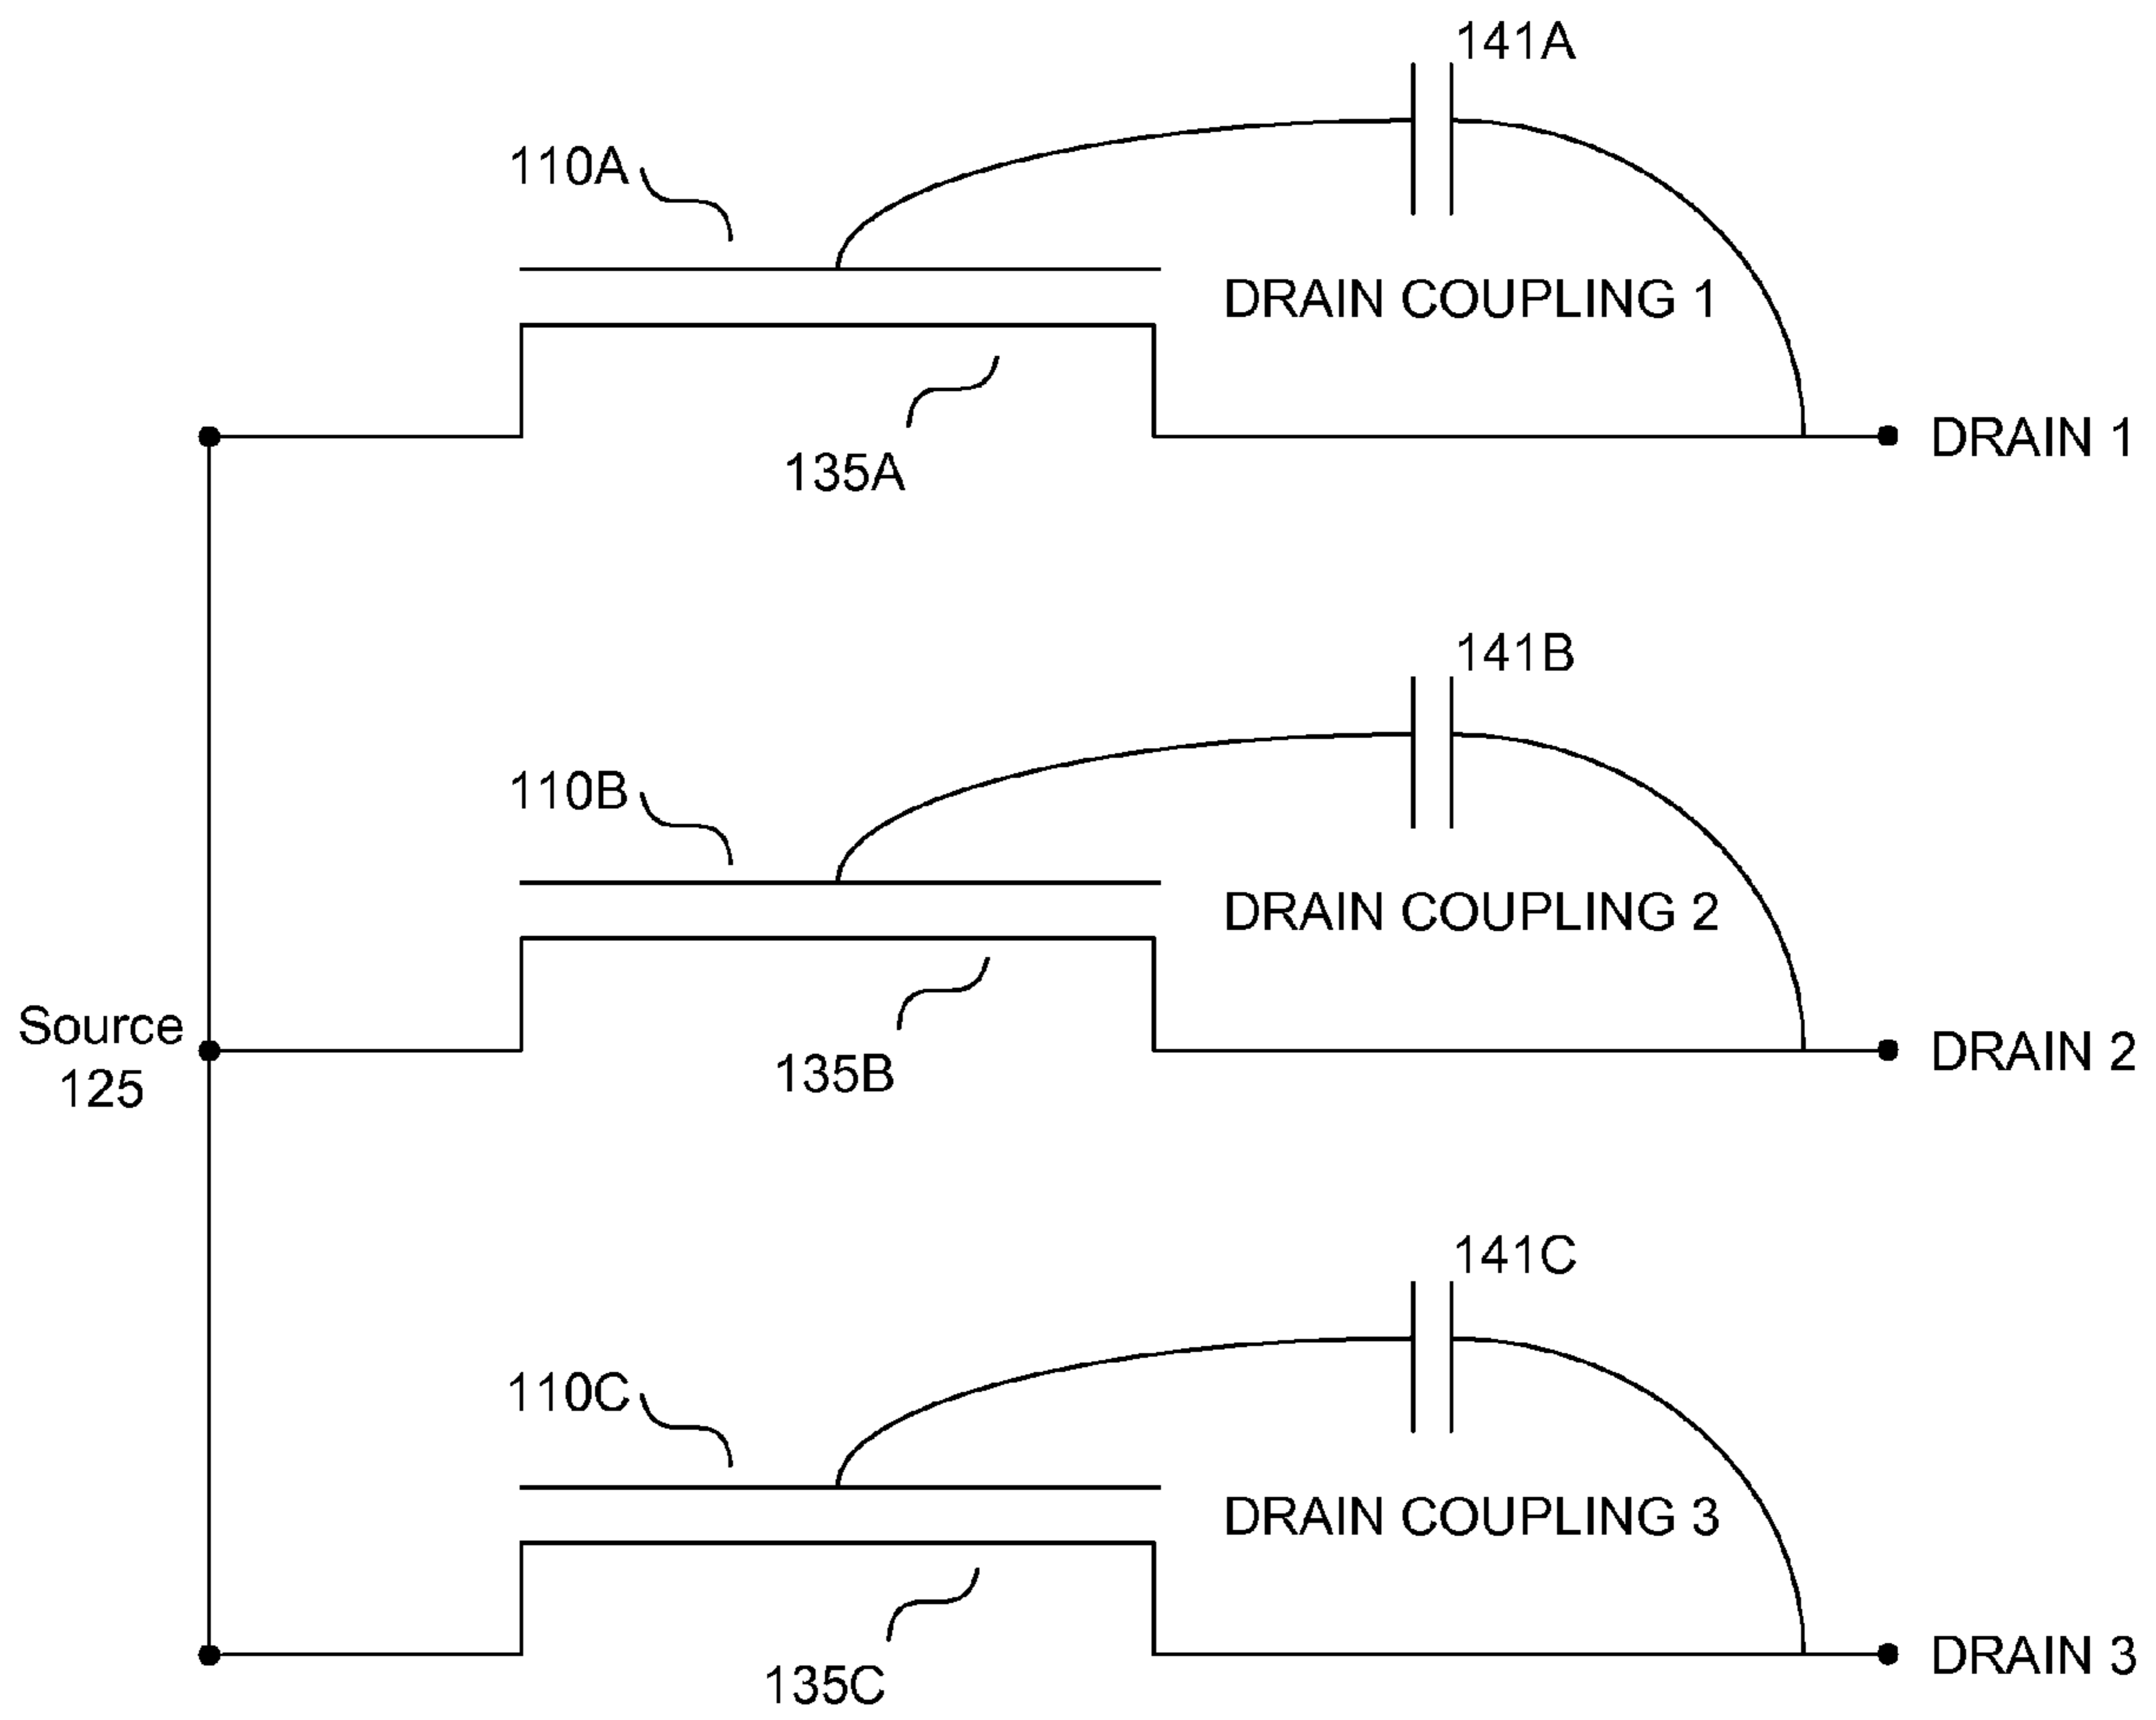 141A
110A
DRAIN COUPLING 1
DRAIN 1
135A
141B
110B
DRAIN COUPLING 2
Source
125
DRAIN 2
135B
141C
110C
DRAIN COUPLING 3
DRAIN 3
135C